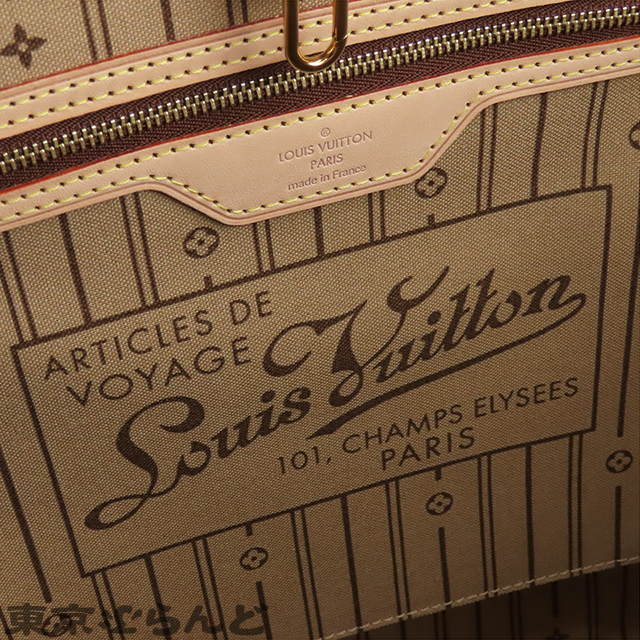 ®
LOUIS VUITTON
PARIS
made in France
ARTICLES DE
VOYAGE
Louis Vuitton
101, CHAMPS ELYSEES
PARIS
東京ぶらんど